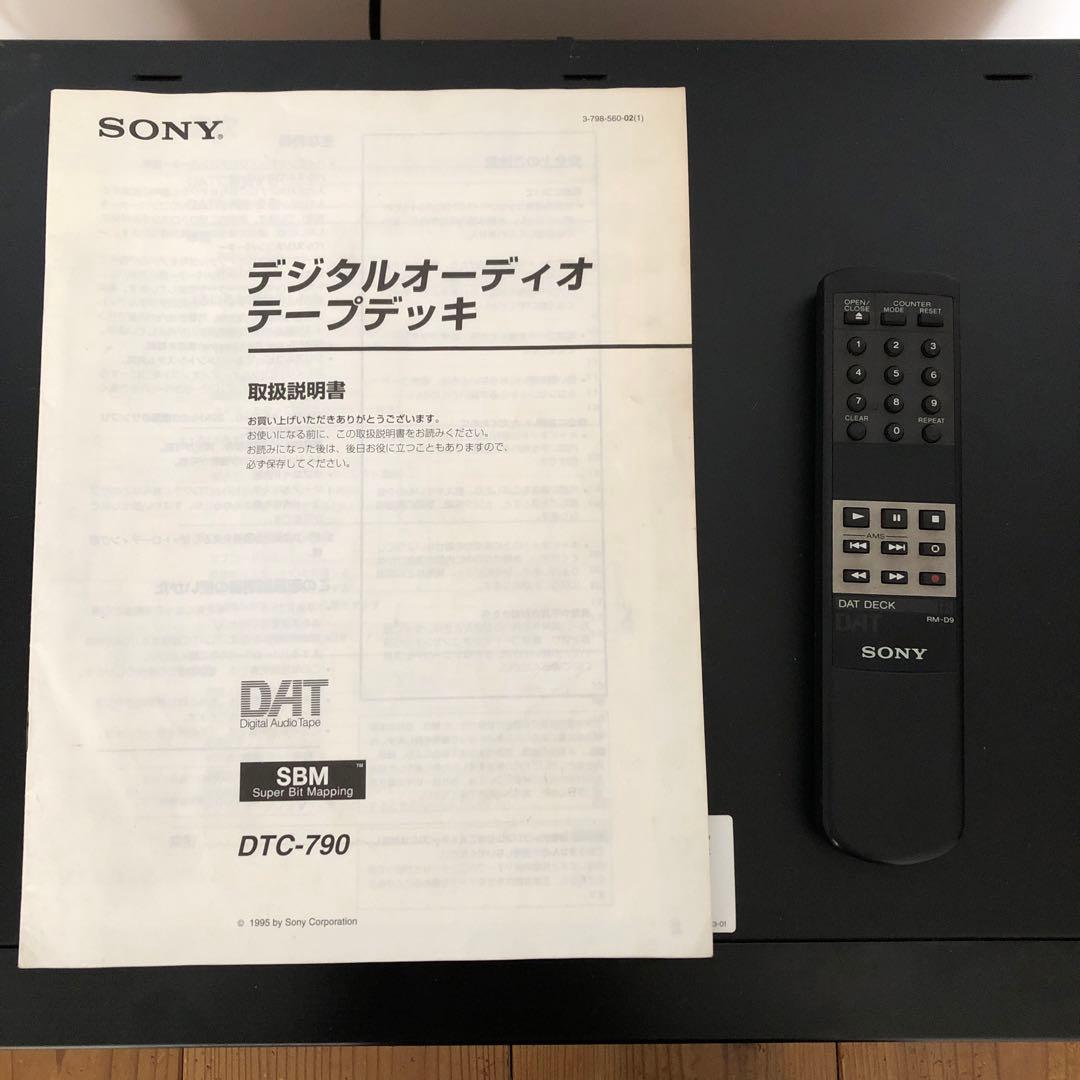 SONY®
3-798-560-02(1)
デジタルオーディオ
テープデッキ
取扱説明書
お買い上げいただきありがとうございます。
お使いになる前に、この取扱説明書をお読みください。
お読みになった後は、後日お役に立つこともありますので、
必ず保存してください。
DAT
Digital Audio Tape
SBM™
Super Bit Mapping
DTC-790
© 1995 by Sony Corporation
3-01
OPEN/
CLOSE
COUNTER
MODE RESET
1 2 3
4 5 6
7 8 9
CLEAR
0
REPEAT
AMS
DAT DECK
DAT
RM-D9
SONY